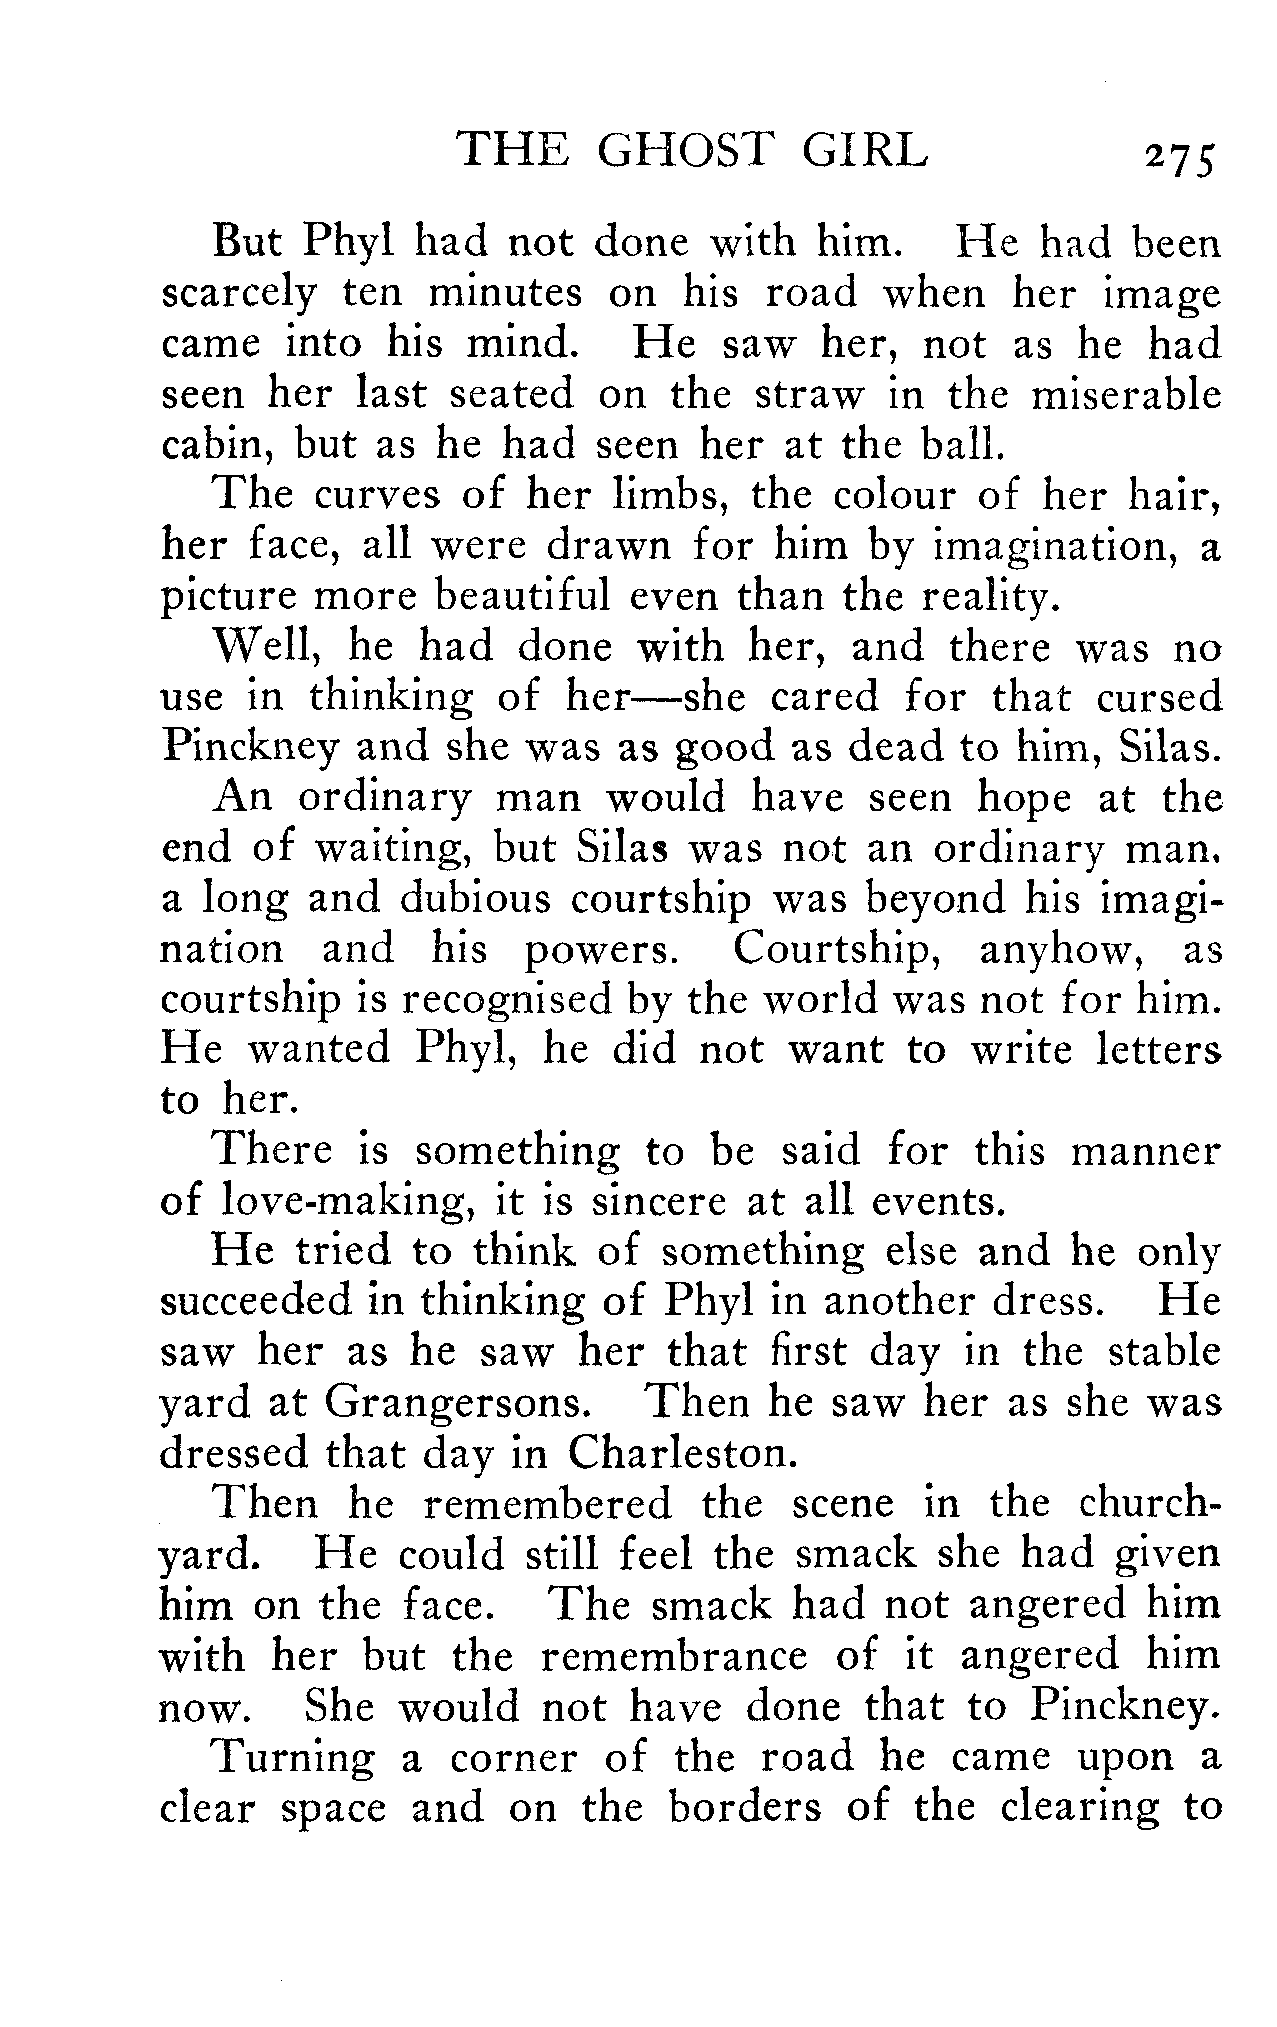 THE GHOST GIRL 275
But Phyl had not done with him. He had been
scarcely ten minutes on his road when her image
came into his mind. He saw her, not as he had
seen her last seated on the straw in the miserable
cabin, but as he had seen her at the ball.
The curves of her limbs, the colour of her hair,
her face, all were drawn for him by imagination, a
picture more beautiful even than the reality.
Well, he had done with her, and there was no
use in thinking of her—she cared for that cursed
Pinckney and she was as good as dead to him, Silas.
An ordinary man would have seen hope at the
end of waiting, but Silas was not an ordinary man.
a long and dubious courtship was beyond his imagi-
nation and his powers. Courtship, anyhow, as
courtship is recognised by the world was not for him.
He wanted Phyl, he did not want to write letters
to her.
There is something to be said for this manner
of love-making, it is sincere at all events.
He tried to think of something else and he only
succeeded in thinking of Phyl in another dress. He
saw her as he saw her that first day in the stable
yard at Grangersons. Then he saw her as she was
dressed that day in Charleston.
Then he remembered the scene in the church-
yard. He could still feel the smack she had given
him on the face. The smack had not angered him
with her but the remembrance of it angered him
now. She would not have done that to Pinckney.
Turning a corner of the road he came upon a
clear space and on the borders of the clearing to